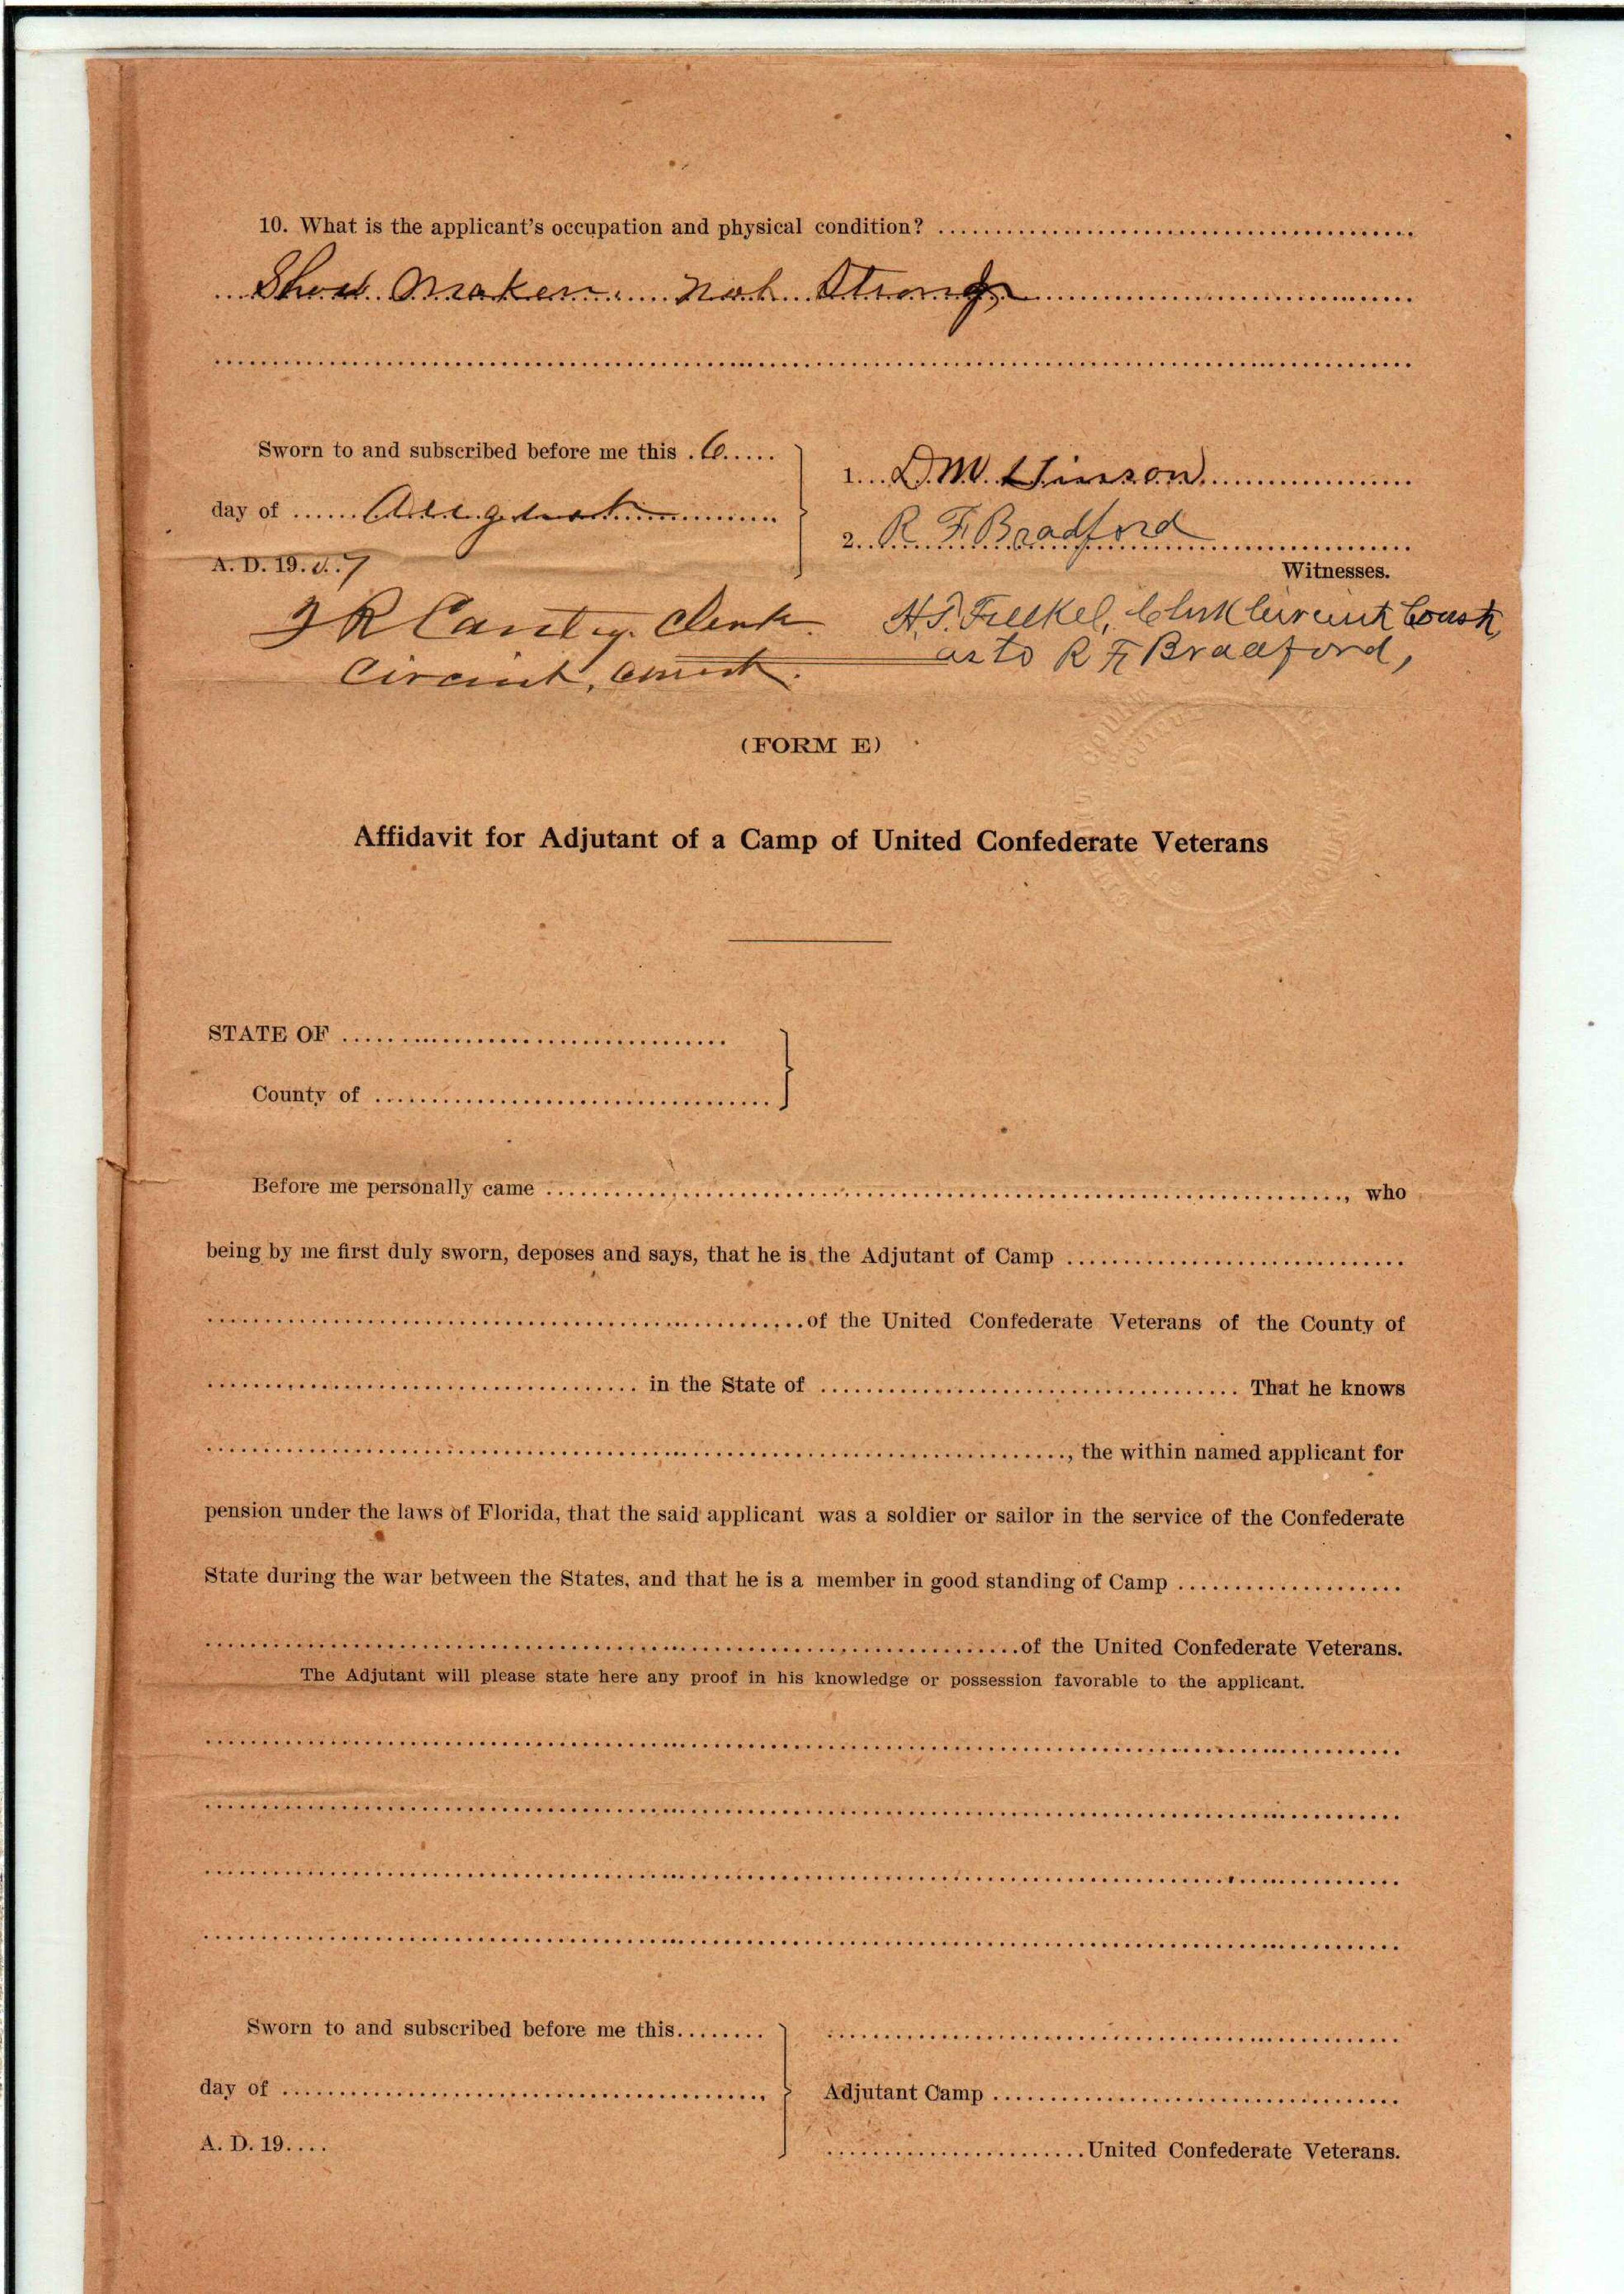 10. What is the applicant's occupation and physical condition? ........
Shoe Maker. Not Strong
Sworn to and subscribed before me this 6
day of August
A. D. 1907
1. D. M. Hinson
2. R. F. Bradford
Witnesses.
Clerk
Circuit, Court.
H. J. Clerk Circuit Court,
as to R F Bradford,
(FORM E)
Affidavit for Adjutant of a Camp of United Confederate Veterans
STATE OF ........
County of ........
Before me personally came ........, who
being by me first duly sworn, deposes and says, that he is the Adjutant of Camp ........
........of the United Confederate Veterans of the County of
........ in the State of ........ That he knows
........, the within named applicant for
pension under the laws of Florida, that the said applicant was a soldier or sailor in the service of the Confederate
State during the war between the States, and that he is a member in good standing of Camp ........
........of the United Confederate Veterans.
The Adjutant will please state here any proof in his knowledge or possession favorable to the applicant.
Sworn to and subscribed before me this........
day of ........,
A. D. 19....
Adjutant Camp ........
........United Confederate Veterans.